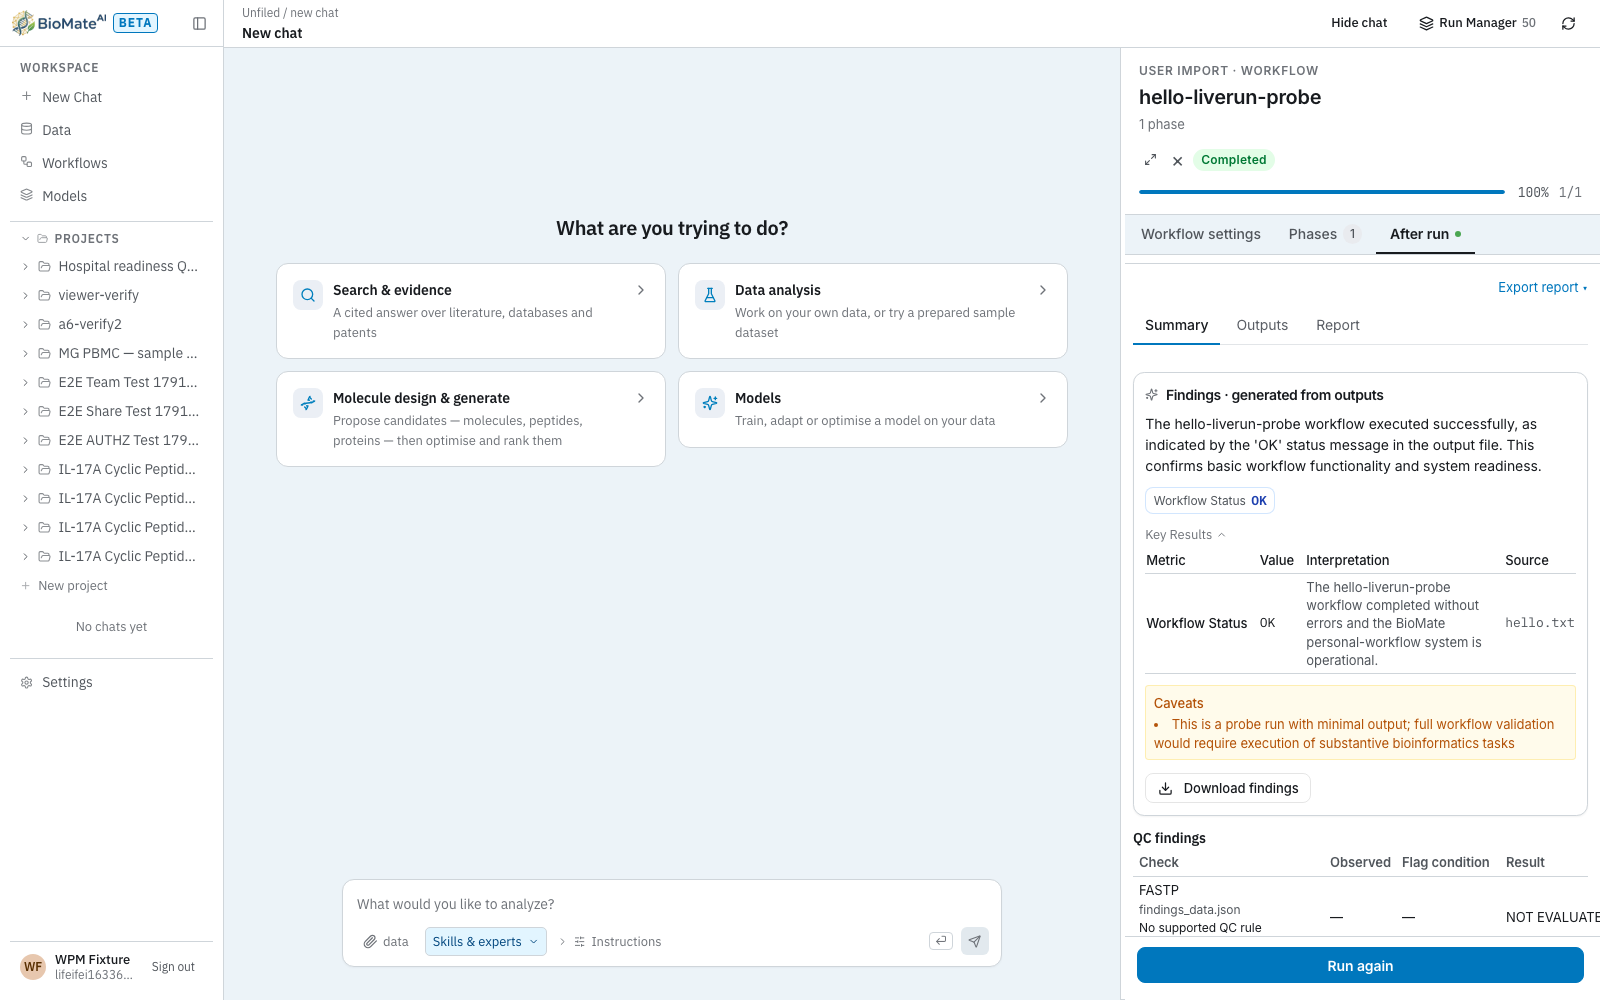 BioMate AI BETA
WORKSPACE
New Chat
Data
Workflows
Models
PROJECTS
Hospital readiness Q...
viewer-verify
a6-verify2
MG PBMC — sample ...
E2E Team Test 1791...
E2E Share Test 1791...
E2E AUTHZ Test 179...
IL-17A Cyclic Peptid...
IL-17A Cyclic Peptid...
IL-17A Cyclic Peptid...
IL-17A Cyclic Peptid...
New project
No chats yet
Settings
WF
WPM Fixture
lifeifei16336...
Sign out
Unfiled / new chat
New chat
Hide chat
Run Manager 50
What are you trying to do?
Search & evidence
A cited answer over literature, databases and
patents
Data analysis
Work on your own data, or try a prepared sample
dataset
Molecule design & generate
Propose candidates — molecules, peptides,
proteins — then optimise and rank them
Models
Train, adapt or optimise a model on your data
What would you like to analyze?
data
Skills & experts
Instructions
USER IMPORT · WORKFLOW
hello-liverun-probe
1 phase
Completed
100% 1/1
Workflow settings
Phases 1
After run
Export report
Summary
Outputs
Report
Findings · generated from outputs
The hello-liverun-probe workflow executed successfully, as
indicated by the 'OK' status message in the output file. This
confirms basic workflow functionality and system readiness.
Workflow Status OK
Key Results
Metric Value Interpretation Source
Workflow Status OK
The hello-liverun-probe
workflow completed without
errors and the BioMate
personal-workflow system is
operational.
hello.txt
Caveats
• This is a probe run with minimal output; full workflow validation
would require execution of substantive bioinformatics tasks
Download findings
QC findings
Check Observed Flag condition Result
FASTP
findings_data.json
No supported QC rule
— — NOT EVALUATE
Run again